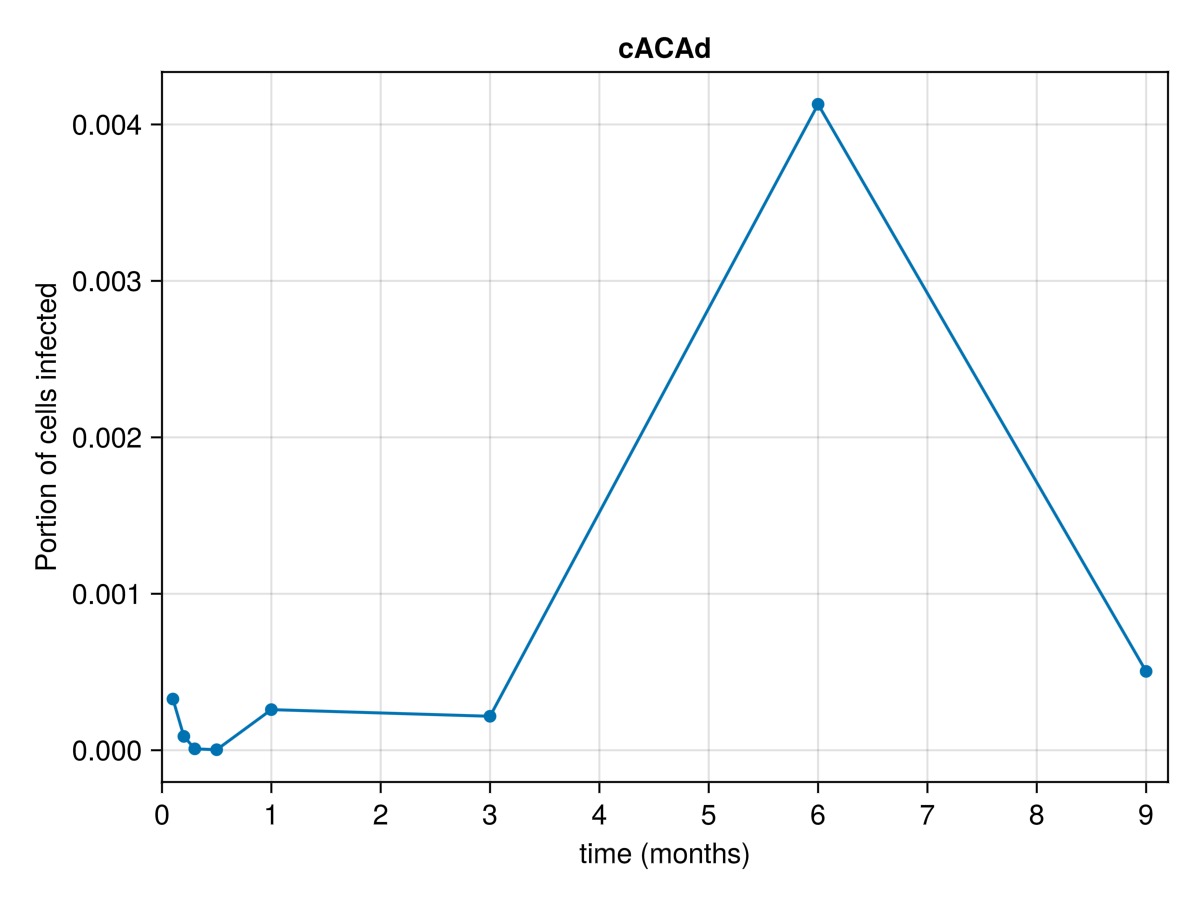 cACAd
Portion of cells infected
0.004
0.003
0.002
0.001
0.000
0 1 2 3 4 5 6 7 8 9
time (months)